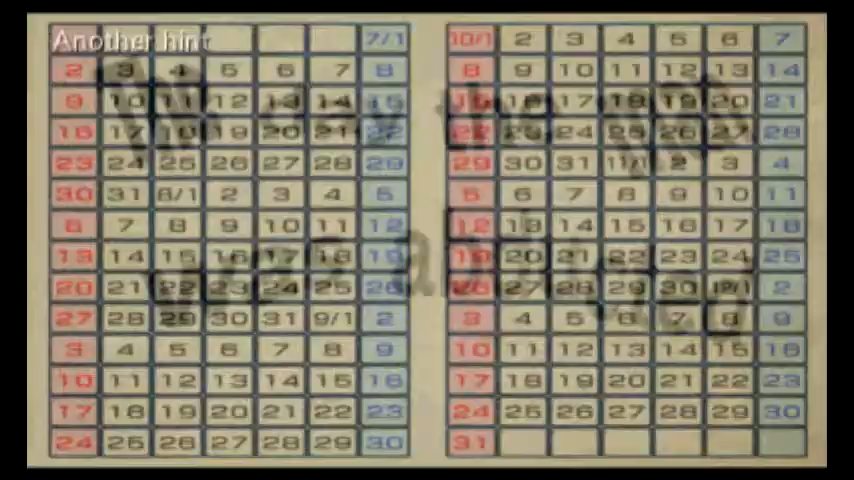 Another hint
7/1
2 3 4 5 6 7 8
9 10 11 12 13 14 15
16 17 18 19 20 21 22
23 24 25 26 27 28 29
30 31 8/1 2 3 4 5
6 7 8 9 10 11 12
13 14 15 16 17 18 19
20 21 22 23 24 25 26
27 28 29 30 31 9/1 2
3 4 5 6 7 8 9
10 11 12 13 14 15 16
17 18 19 20 21 22 23
24 25 26 27 28 29 30
10/1 2 3 4 5 6 7
8 9 10 11 12 13 14
15 16 17 18 19 20 21
22 23 24 25 26 27 28
29 30 31 11/1 2 3 4
5 6 7 8 9 10 11
12 13 14 15 16 17 18
19 20 21 22 23 24 25
26 27 28 29 30 12/1 2
3 4 5 6 7 8 9
10 11 12 13 14 15 16
17 18 19 20 21 22 23
24 25 26 27 28 29 30
31
The day the
was abducted